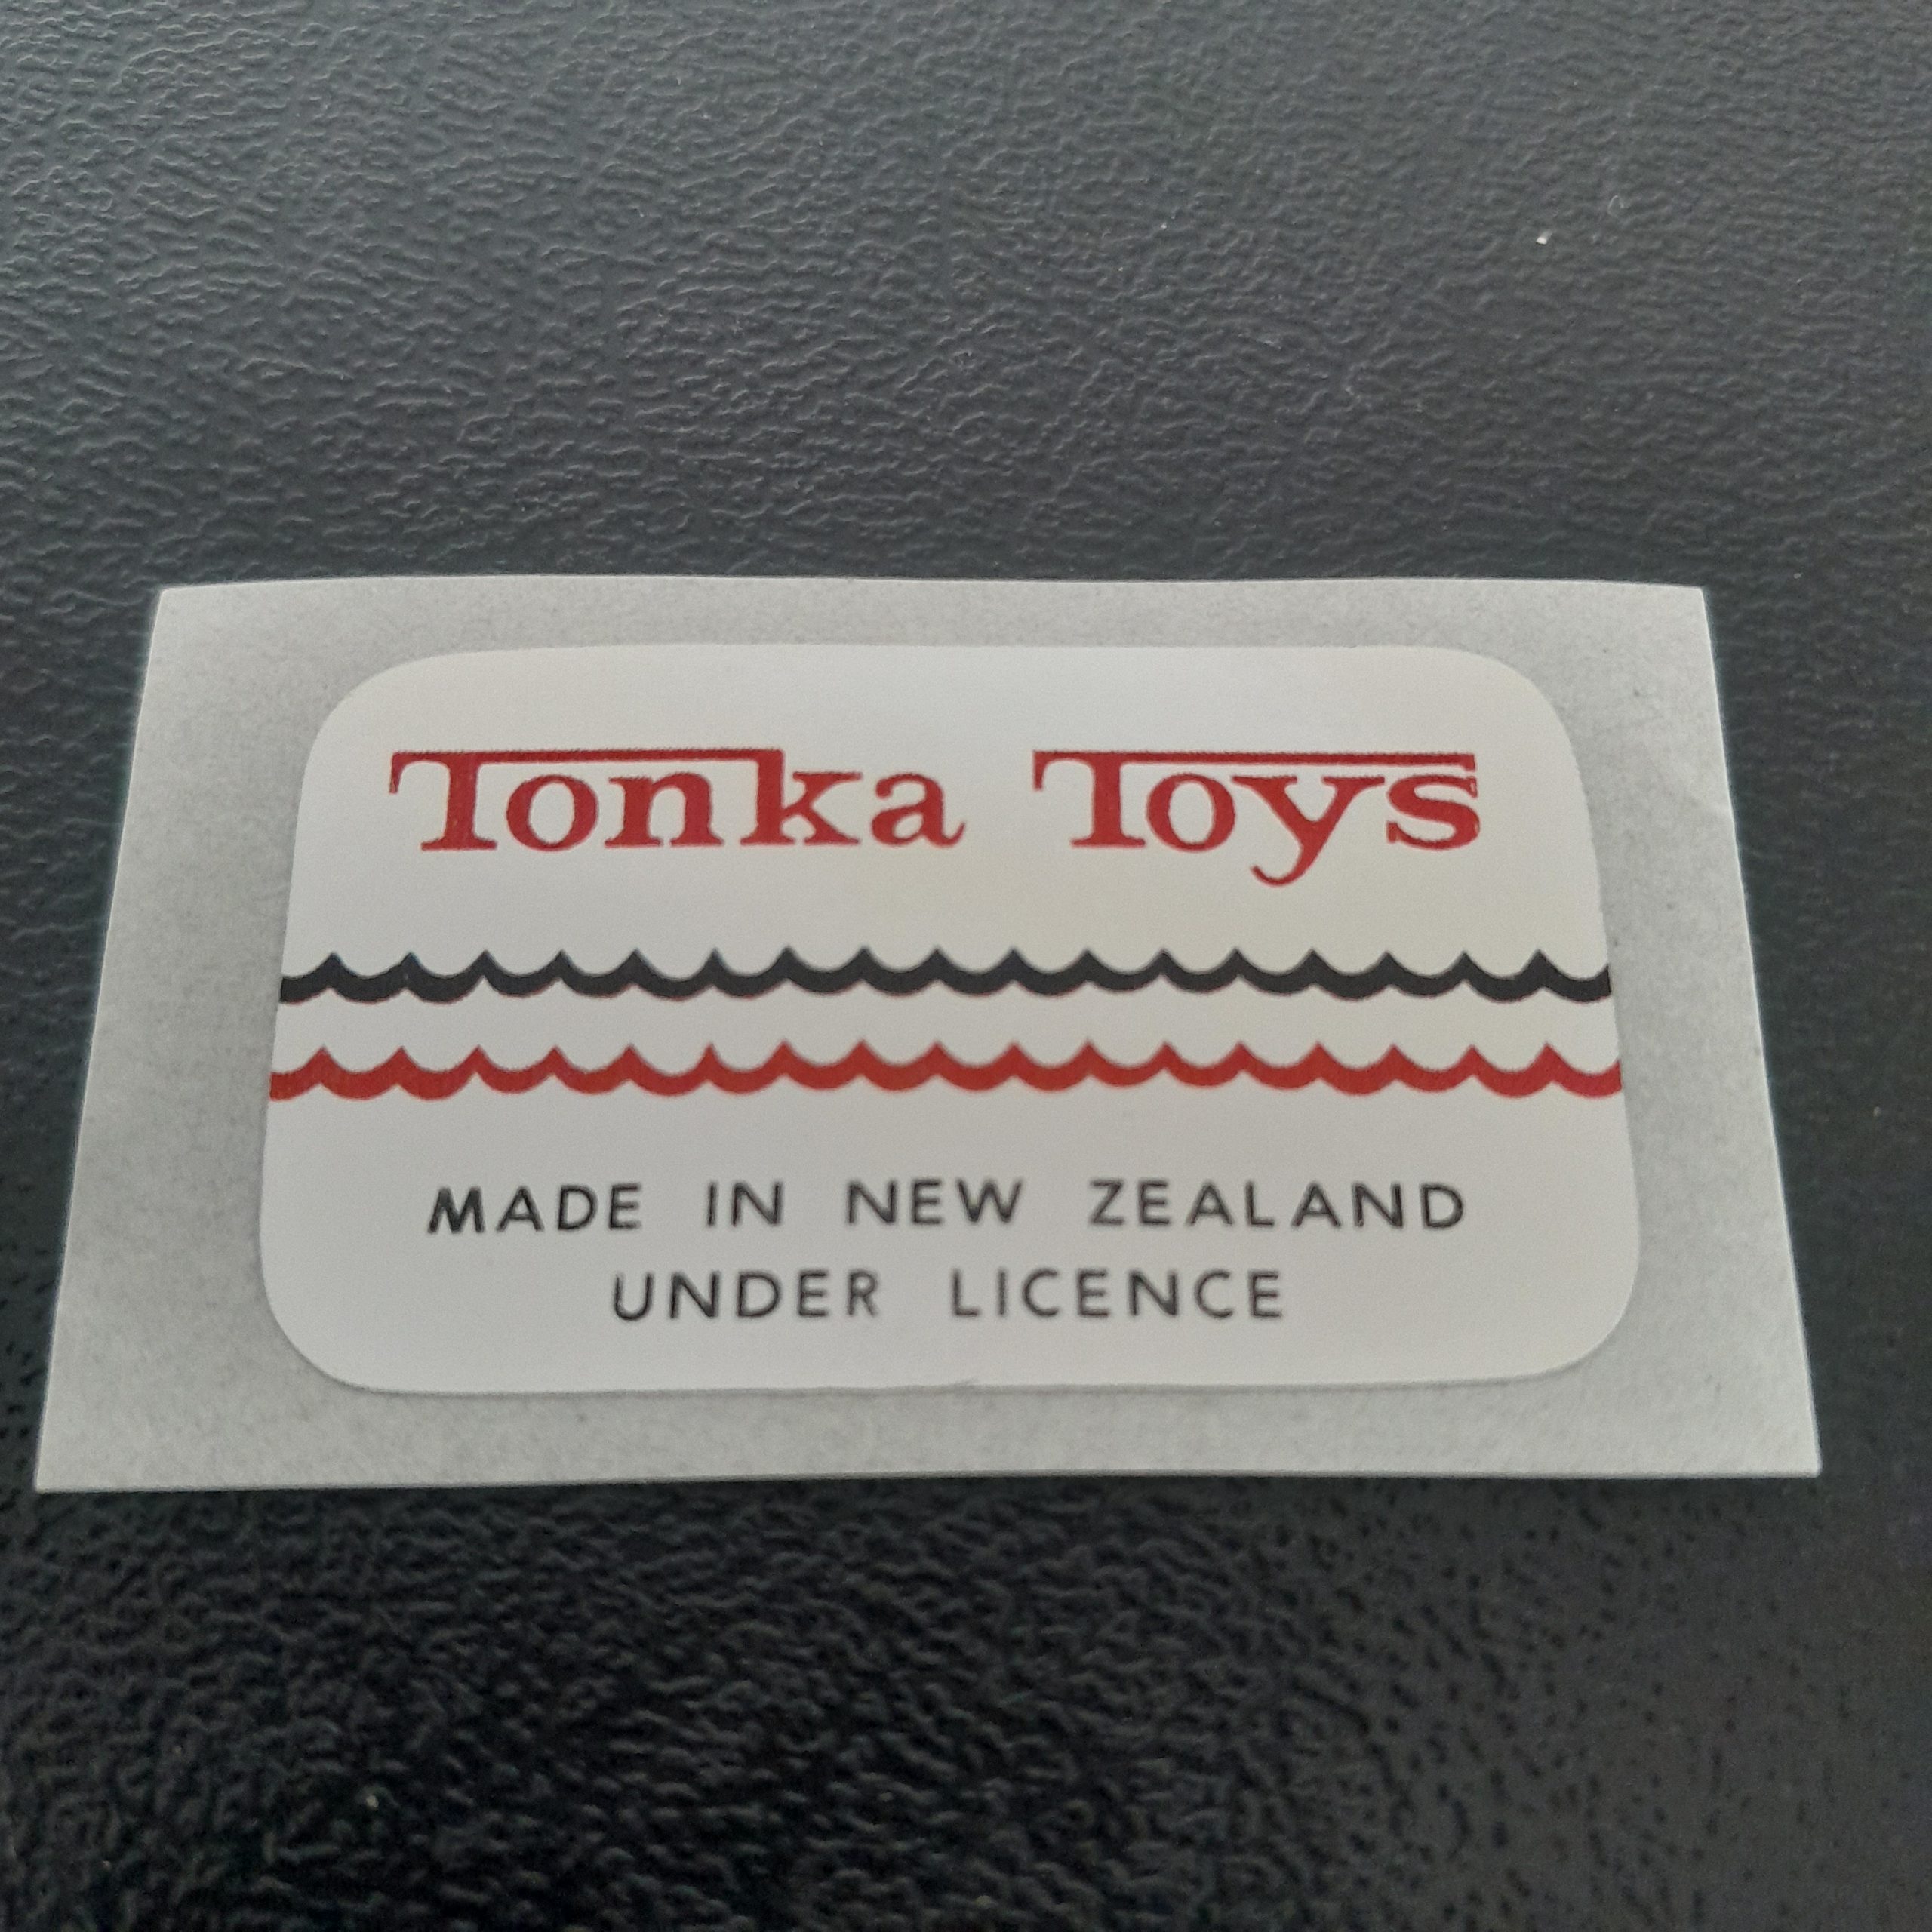 Tonka Toys
MADE IN NEW ZEALAND
UNDER LICENCE